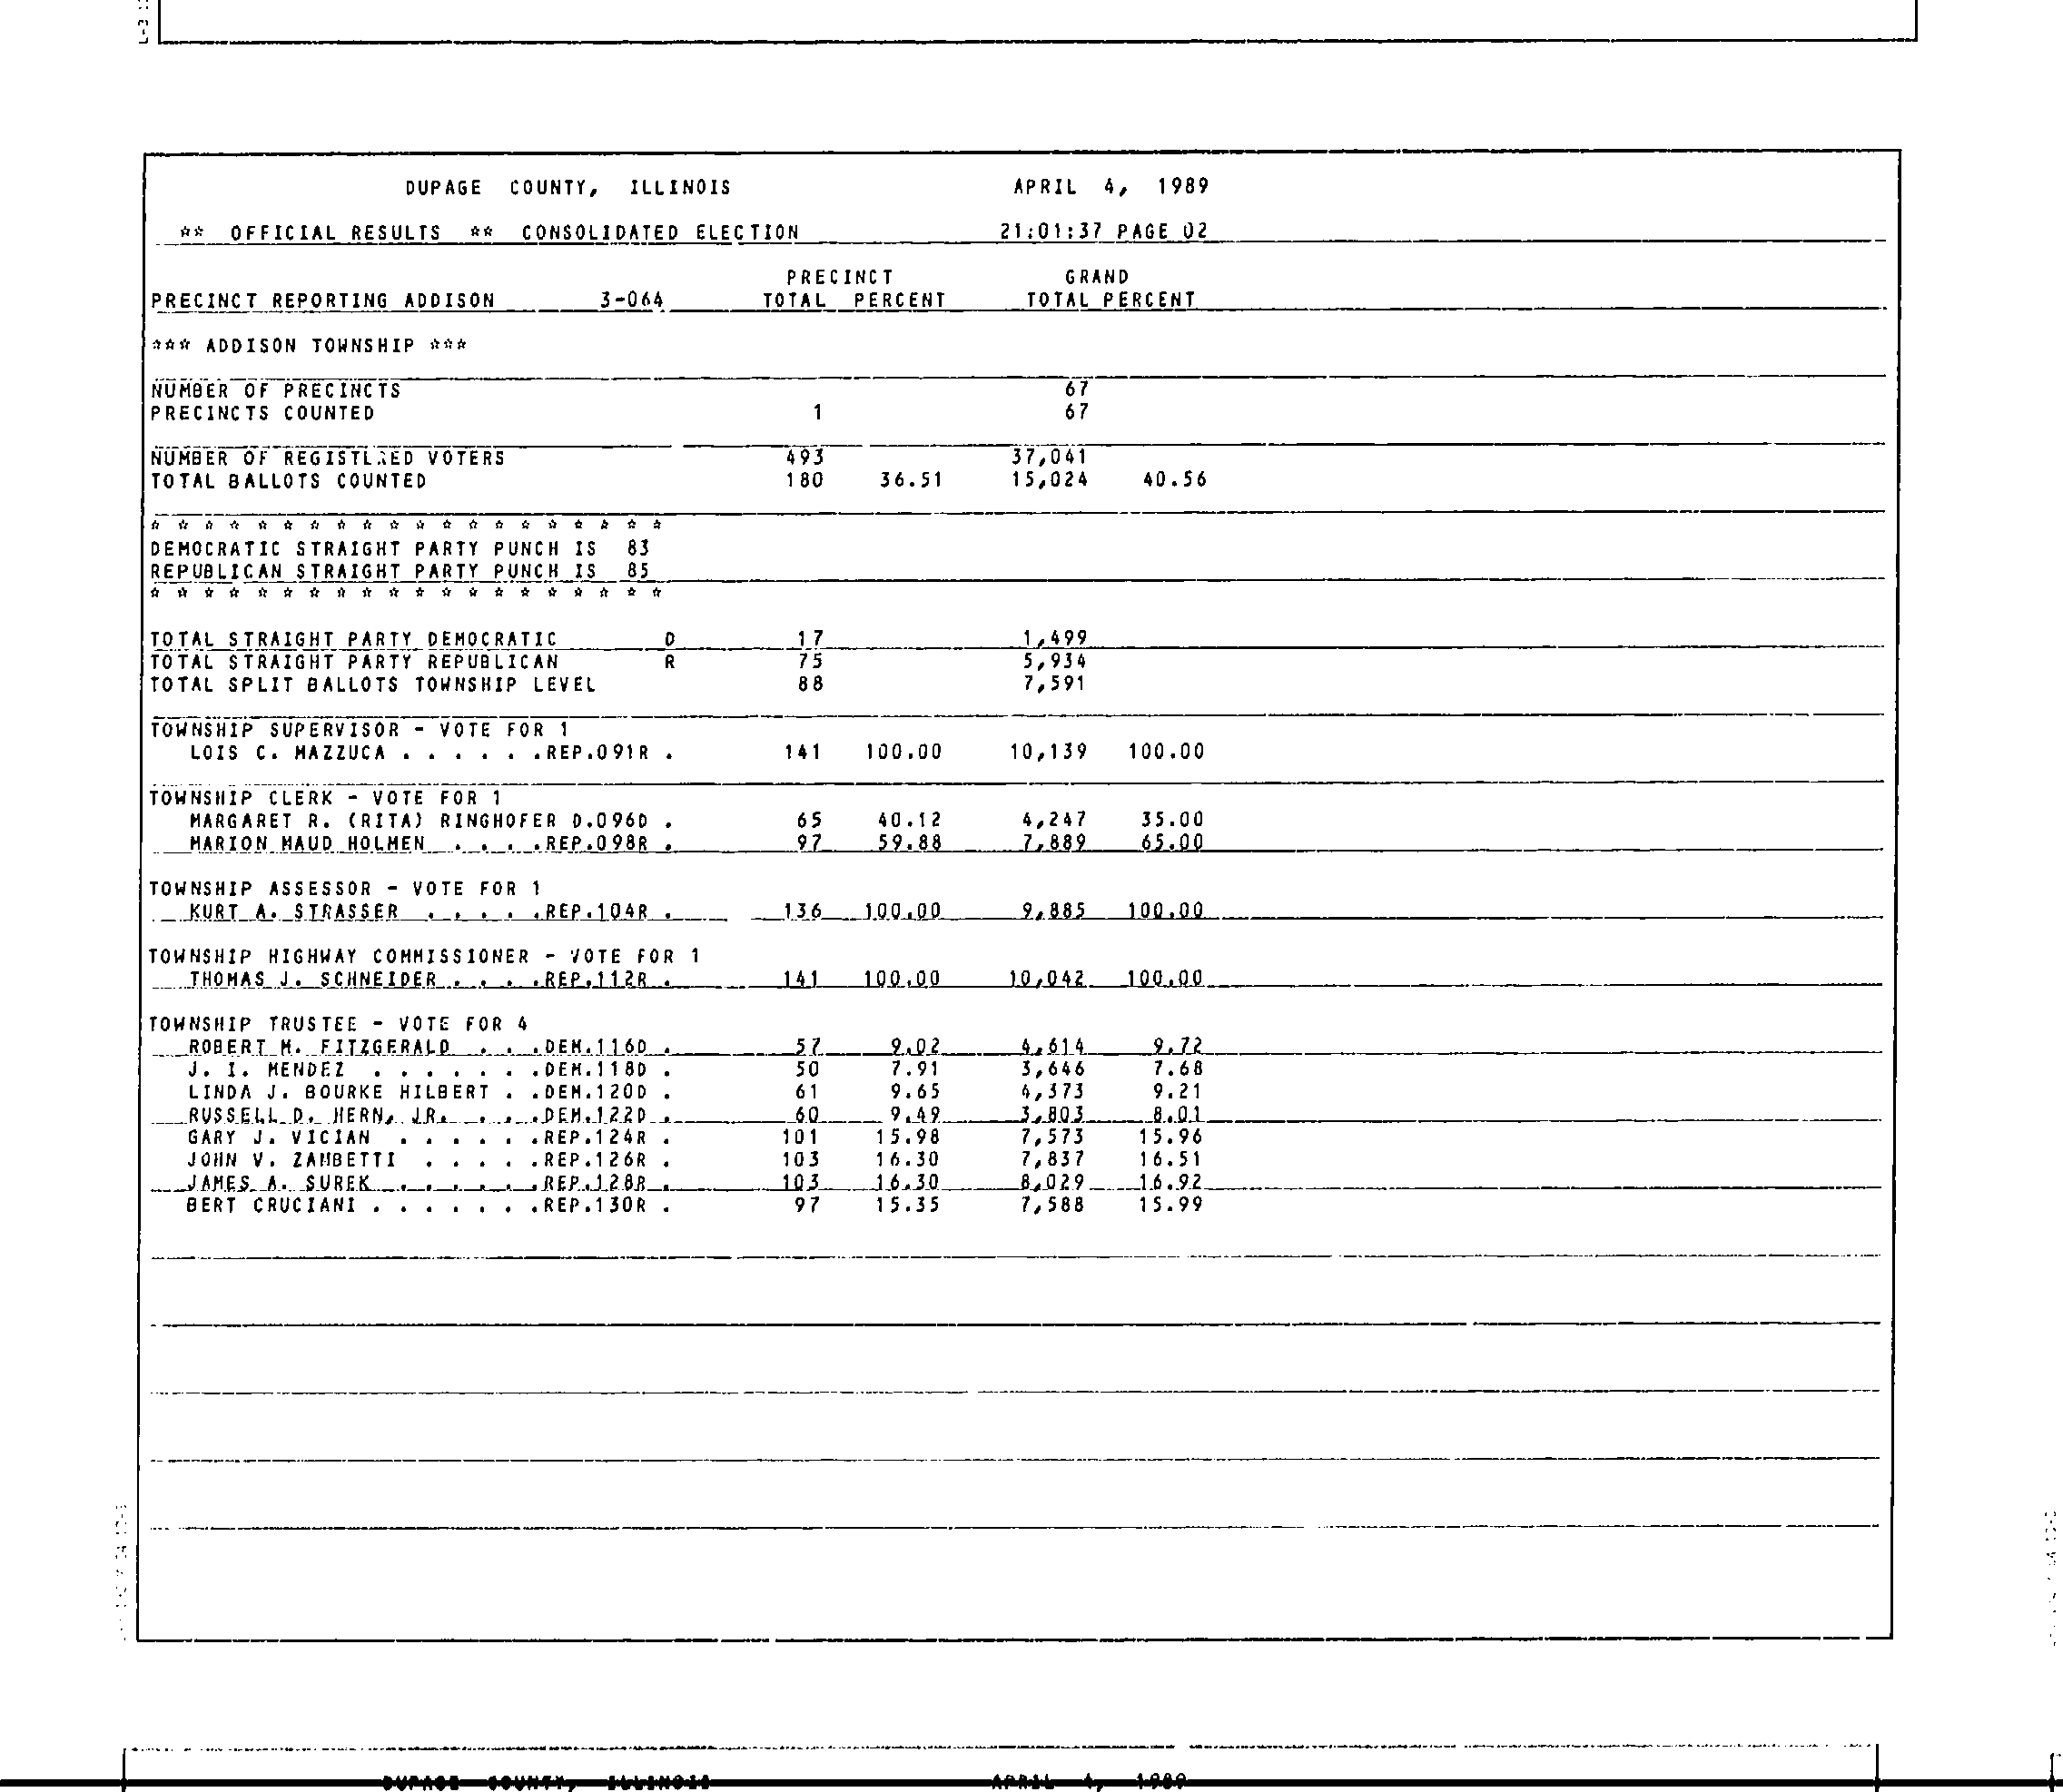 DUPAGE COUNTY, ILLINOIS APRIL 4, 1989
** OFFICIAL RESULTS ** CONSOLIDATED ELECTION 21:01:37 PAGE 02
PRECINCT GRAND
PRECINCT REPORTING ADDISON 3-064 TOTAL PERCENT TOTAL PERCENT
*** ADDISON TOWNSHIP ***
NUMBER OF PRECINCTS 67
PRECINCTS COUNTED 1 67
NUMBER OF VOTERS 493 37,041
TOTAL BALLOTS COUNTED 180 36.51 15,024 40.56
* * * * * * * * * * * * * * * * * * * *
DEMOCRATIC STRAIGHT PARTY PUNCH IS 83
REPUBLICAN STRAIGHT PARTY PUNCH IS 85
* * * * * * * * * * * * * * * * * * * *
TOTAL STRAIGHT PARTY DEMOCRATIC D 17 1,499
TOTAL STRAIGHT PARTY REPUBLICAN R 75 5,934
TOTAL SPLIT BALLOTS TOWNSHIP LEVEL 88 7,591
TOWNSHIP SUPERVISOR - VOTE FOR 1
LOIS C. MAZZUCA . . . . . .REP.091R . 141 100.00 10,139 100.00
TOWNSHIP CLERK - VOTE FOR 1
MARGARET R. (RITA) RINGHOFER D.096D . 65 40.12 4,247 35.00
MARION MAUD HOLMEN . . . .REP.098R . 97 59.88 7,889 65.00
TOWNSHIP ASSESSOR - VOTE FOR 1
KURT A. STRASSER . . . . .REP.104R . 136 100.00 9,885 100.00
TOWNSHIP HIGHWAY COMMISSIONER - VOTE FOR 1
THOMAS J. SCHNEIDER . . . .REP.112R . 141 100.00 10,042 100.00
TOWNSHIP TRUSTEE - VOTE FOR 4
ROBERT M. FITZGERALD . . .DEM.116D . 57 9.02 4,614 9.72
J. I. MENDEZ . . . . . . .DEM.118D . 50 7.91 3,646 7.68
LINDA J. BOURKE HILBERT . .DEM.120D . 61 9.65 4,373 9.21
RUSSELL D. HERN, JR. . . .DEM.122D . 60 9.49 3,803 8.01
GARY J. VICIAN . . . . . .REP.124R . 101 15.98 7,573 15.96
JOHN V. ZAMBETTI . . . . .REP.126R . 103 16.30 7,837 16.51
JAMES A. SUREK . . . . . .REP.128R . 103 16.30 8,029 16.92
BERT CRUCIANI . . . . . . .REP.130R . 97 15.35 7,588 15.99
DUPAGE COUNTY, ILLINOIS APRIL 4, 1989